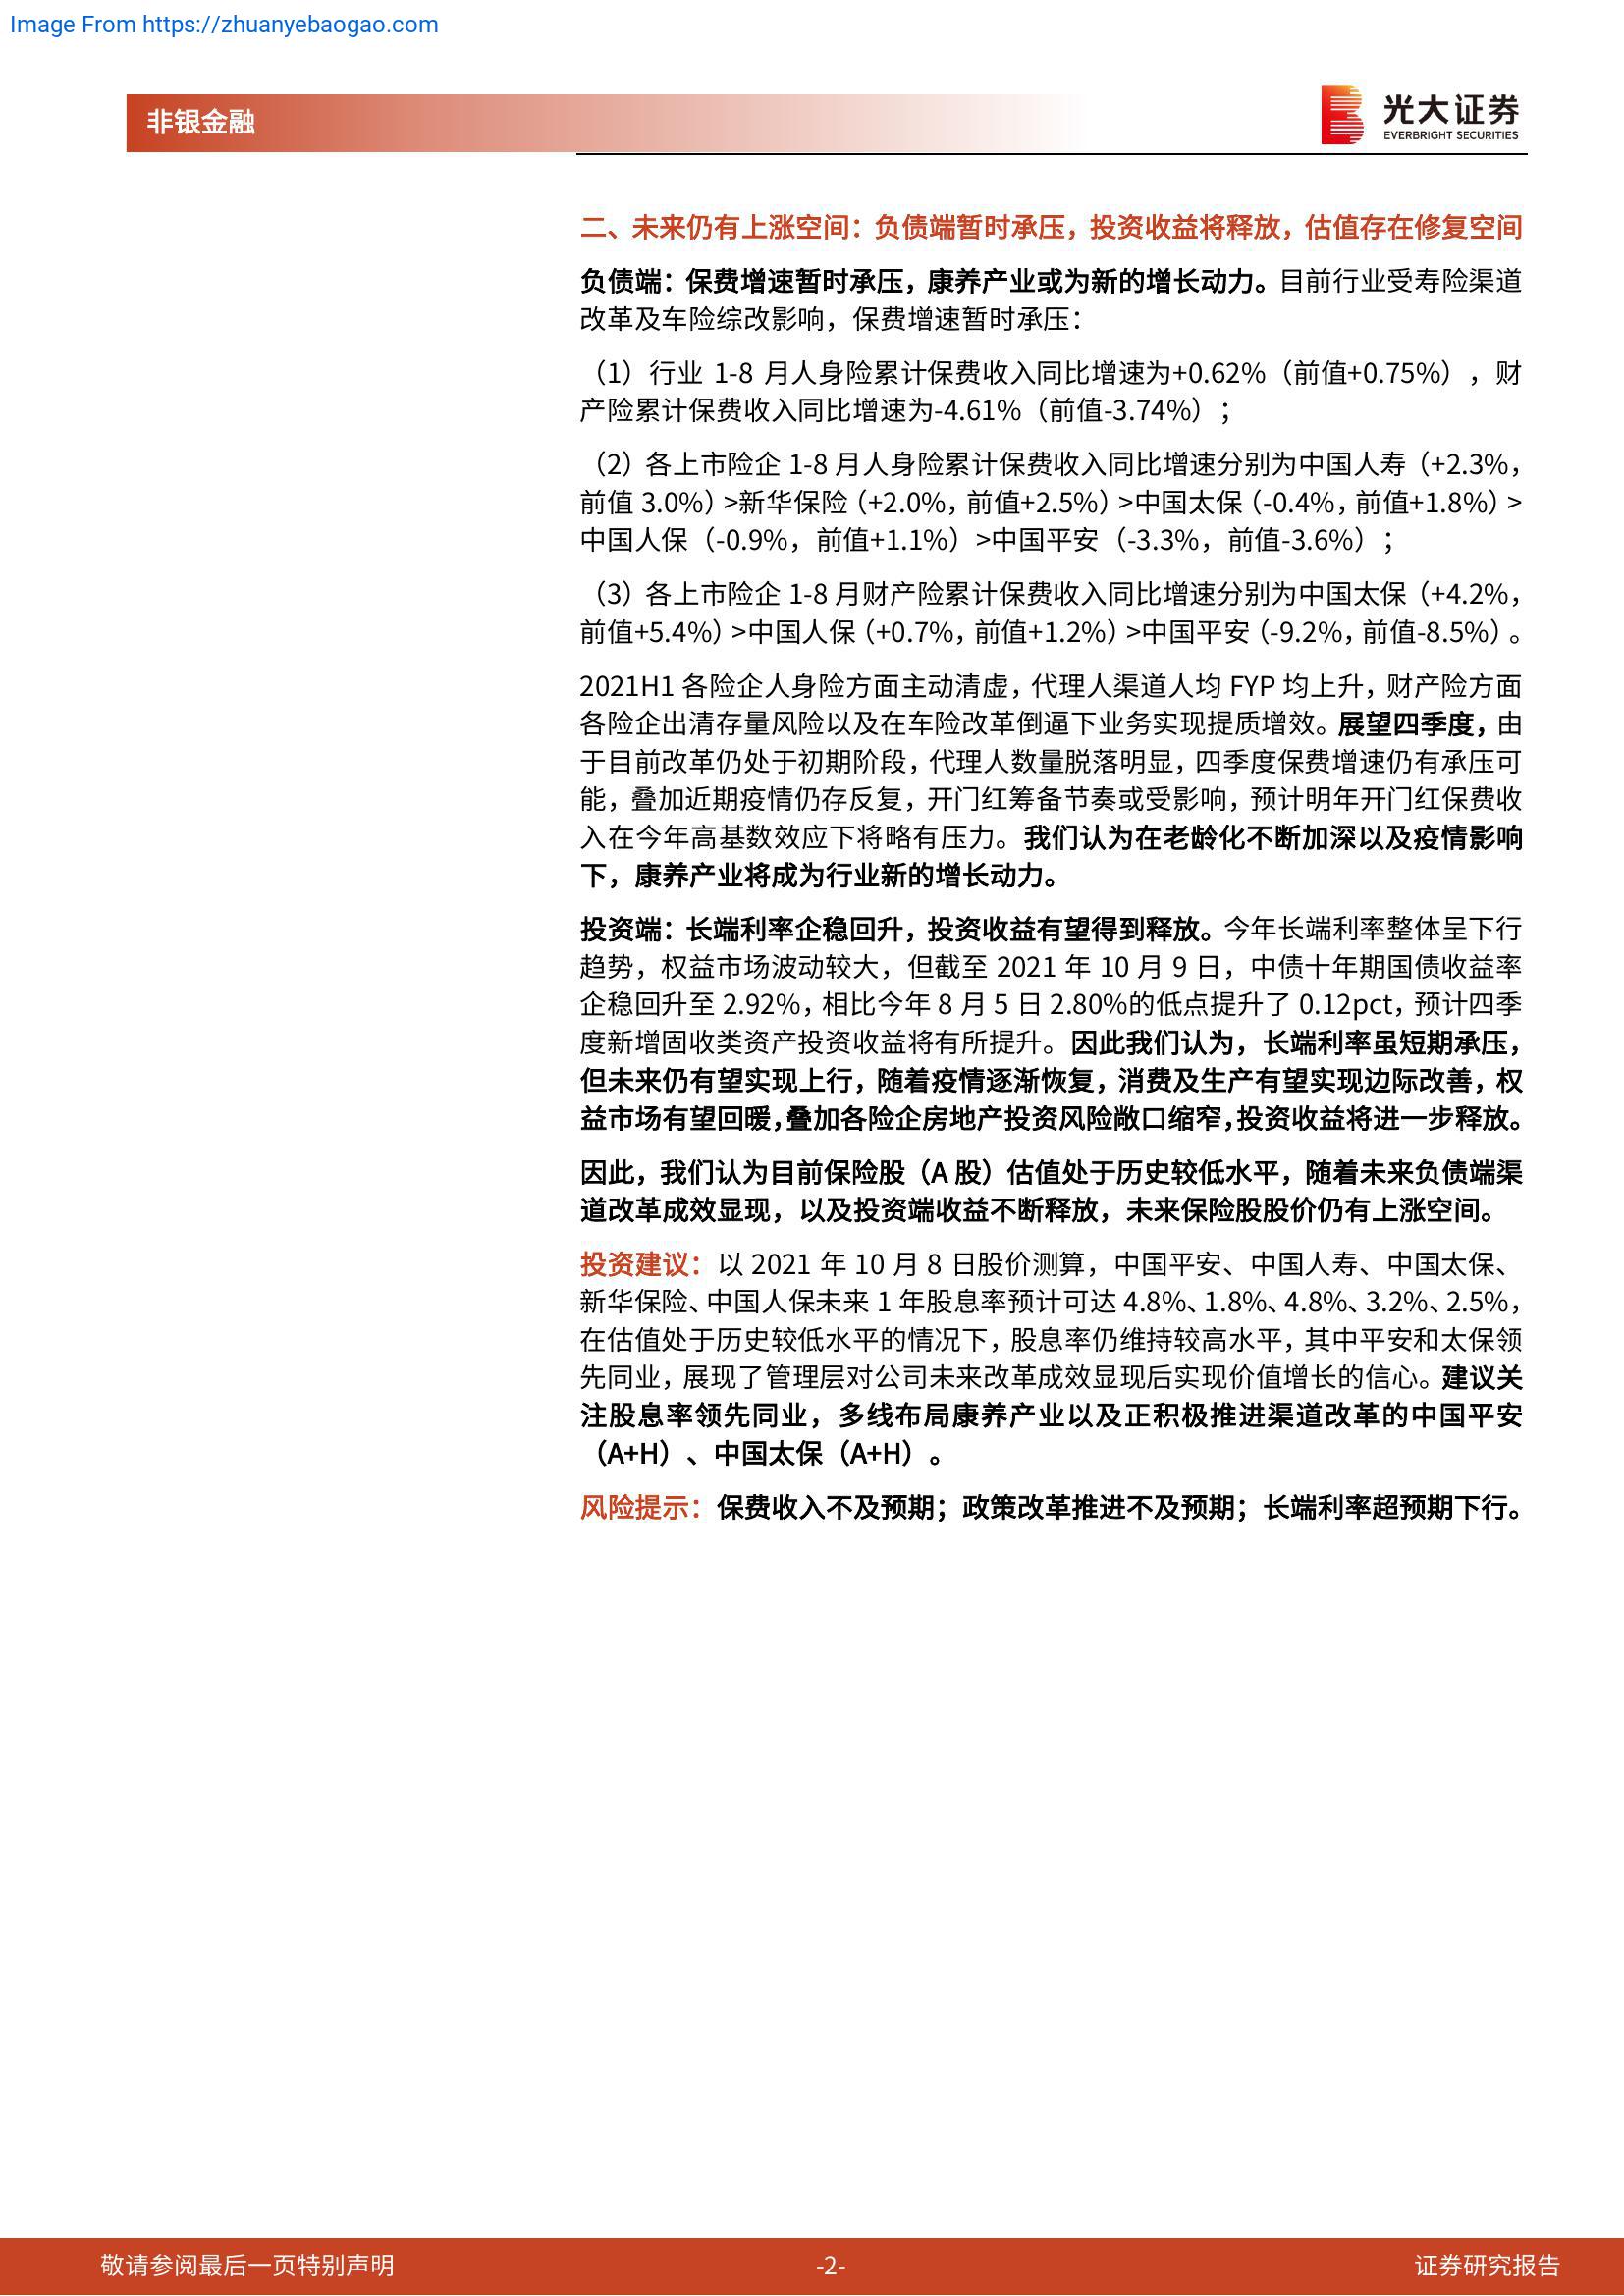 Image From https://zhuanyebaogao.com
非银金融
光大证券
EVERBRIGHT SECURITIES
二、未来仍有上涨空间：负债端暂时承压，投资收益将释放，估值存在修复空间
负债端：保费增速暂时承压，康养产业或为新的增长动力。目前行业受寿险渠道
改革及车险综改影响，保费增速暂时承压：
（1）行业 1-8 月人身险累计保费收入同比增速为+0.62%（前值+0.75%），财
产险累计保费收入同比增速为-4.61%（前值-3.74%）；
（2）各上市险企 1-8 月人身险累计保费收入同比增速分别为中国人寿（+2.3%，
前值 3.0%）>新华保险（+2.0%，前值+2.5%）>中国太保（-0.4%，前值+1.8%）>
中国人保（-0.9%，前值+1.1%）>中国平安（-3.3%，前值-3.6%）；
（3）各上市险企 1-8 月财产险累计保费收入同比增速分别为中国太保（+4.2%，
前值+5.4%）>中国人保（+0.7%，前值+1.2%）>中国平安（-9.2%，前值-8.5%）。
2021H1 各险企人身险方面主动清虚，代理人渠道人均 FYP 均上升，财产险方面
各险企出清存量风险以及在车险改革倒逼下业务实现提质增效。展望四季度，由
于目前改革仍处于初期阶段，代理人数量脱落明显，四季度保费增速仍有承压可
能，叠加近期疫情仍存反复，开门红筹备节奏或受影响，预计明年开门红保费收
入在今年高基数效应下将略有压力。我们认为在老龄化不断加深以及疫情影响
下，康养产业将成为行业新的增长动力。
投资端：长端利率企稳回升，投资收益有望得到释放。今年长端利率整体呈下行
趋势，权益市场波动较大，但截至 2021 年 10 月 9 日，中债十年期国债收益率
企稳回升至 2.92%，相比今年 8 月 5 日 2.80%的低点提升了 0.12pct，预计四季
度新增固收类资产投资收益将有所提升。因此我们认为，长端利率虽短期承压，
但未来仍有望实现上行，随着疫情逐渐恢复，消费及生产有望实现边际改善，权
益市场有望回暖，叠加各险企房地产投资风险敞口缩窄，投资收益将进一步释放。
因此，我们认为目前保险股（A 股）估值处于历史较低水平，随着未来负债端渠
道改革成效显现，以及投资端收益不断释放，未来保险股股价仍有上涨空间。
投资建议：以 2021 年 10 月 8 日股价测算，中国平安、中国人寿、中国太保、
新华保险、中国人保未来 1 年股息率预计可达 4.8%、1.8%、4.8%、3.2%、2.5%，
在估值处于历史较低水平的情况下，股息率仍维持较高水平，其中平安和太保领
先同业，展现了管理层对公司未来改革成效显现后实现价值增长的信心。建议关
注股息率领先同业，多线布局康养产业以及正积极推进渠道改革的中国平安
（A+H）、中国太保（A+H）。
风险提示：保费收入不及预期；政策改革推进不及预期；长端利率超预期下行。
敬请参阅最后一页特别声明
-2-
证券研究报告